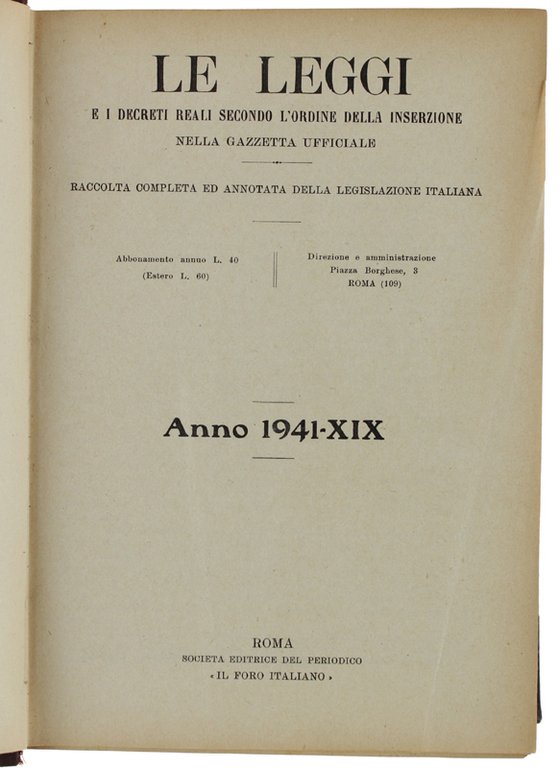 LE LEGGI
E I DECRETI REALI SECONDO L'ORDINE DELLA INSERZIONE
NELLA GAZZETTA UFFICIALE
RACCOLTA COMPLETA ED ANNOTATA DELLA LEGISLAZIONE ITALIANA
Abbonamento annuo L. 40
(Estero L. 60)
Direzione e amministrazione
Piazza Borghese, 3
ROMA (109)
Anno 1941-XIX
ROMA
SOCIETA EDITRICE DEL PERIODICO
« IL FORO ITALIANO »